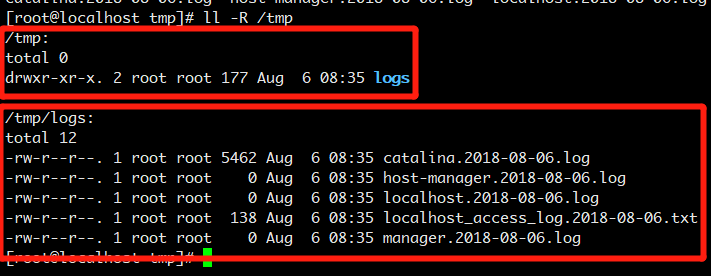 catalina.2018-08-06.log host-manager.2018-08-06.log localhost.2018-08-06.log
[root@localhost tmp]# ll -R /tmp
/tmp:
total 0
drwxr-xr-x. 2 root root 177 Aug  6 08:35 logs
/tmp/logs:
total 12
-rw-r--r--. 1 root root 5462 Aug  6 08:35 catalina.2018-08-06.log
-rw-r--r--. 1 root root    0 Aug  6 08:35 host-manager.2018-08-06.log
-rw-r--r--. 1 root root    0 Aug  6 08:35 localhost.2018-08-06.log
-rw-r--r--. 1 root root  138 Aug  6 08:35 localhost_access_log.2018-08-06.txt
-rw-r--r--. 1 root root    0 Aug  6 08:35 manager.2018-08-06.log
[root@localhost tmp]#